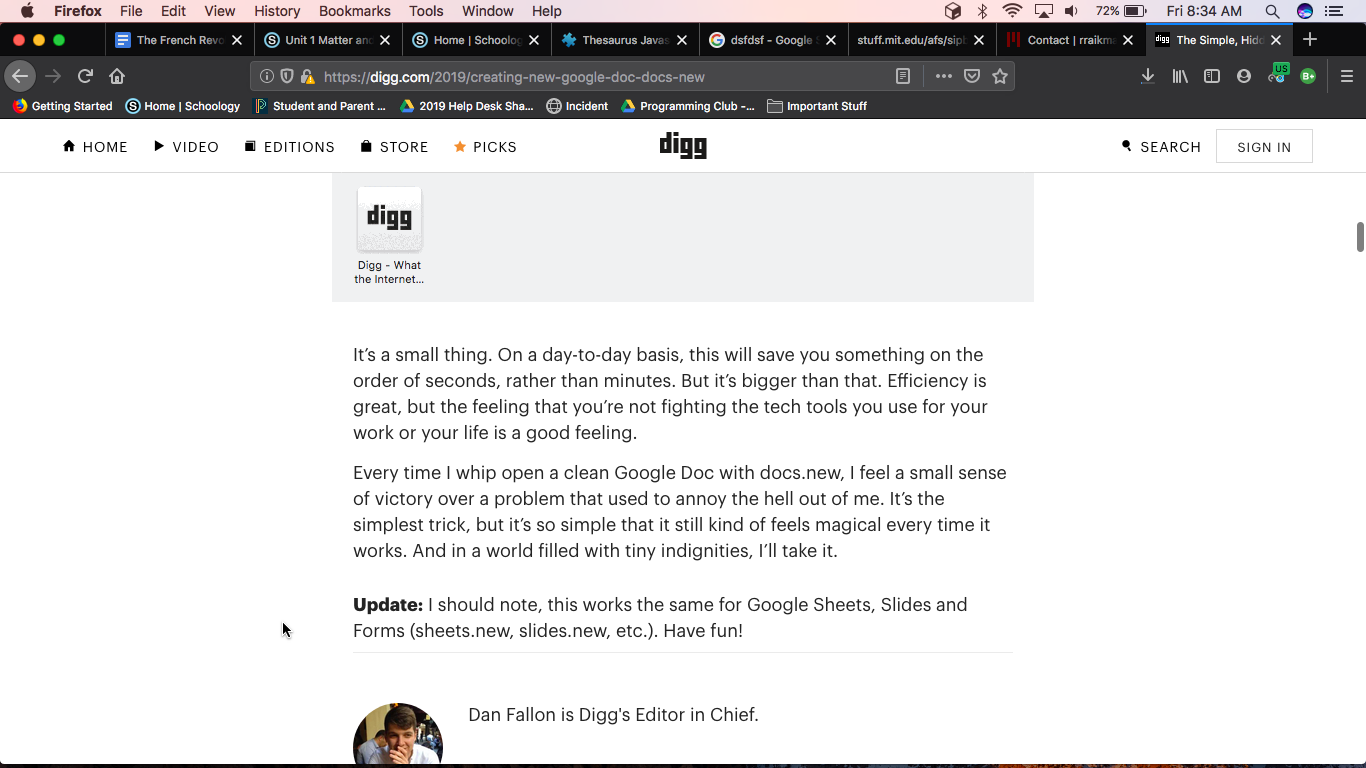 Firefox File Edit View History Bookmarks Tools Window Help 72% Fri 8:34 AM
The French Revo Unit 1 Matter an Home | Schoolog Thesaurus Javas dsfdsf - Google S stuff.mit.edu/afs/sipb Contact | rraikma The Simple, Hidd
https://digg.com/2019/creating-new-google-doc-docs-new US B+
Getting Started Home | Schoology Student and Parent ... 2019 Help Desk Sha... Incident Programming Club -... Important Stuff
HOME VIDEO EDITIONS STORE PICKS digg SEARCH SIGN IN
digg
Digg - What
the Internet...
It’s a small thing. On a day-to-day basis, this will save you something on the
order of seconds, rather than minutes. But it’s bigger than that. Efficiency is
great, but the feeling that you’re not fighting the tech tools you use for your
work or your life is a good feeling.
Every time I whip open a clean Google Doc with docs.new, I feel a small sense
of victory over a problem that used to annoy the hell out of me. It’s the
simplest trick, but it’s so simple that it still kind of feels magical every time it
works. And in a world filled with tiny indignities, I’ll take it.
Update: I should note, this works the same for Google Sheets, Slides and
Forms (sheets.new, slides.new, etc.). Have fun!
Dan Fallon is Digg's Editor in Chief.